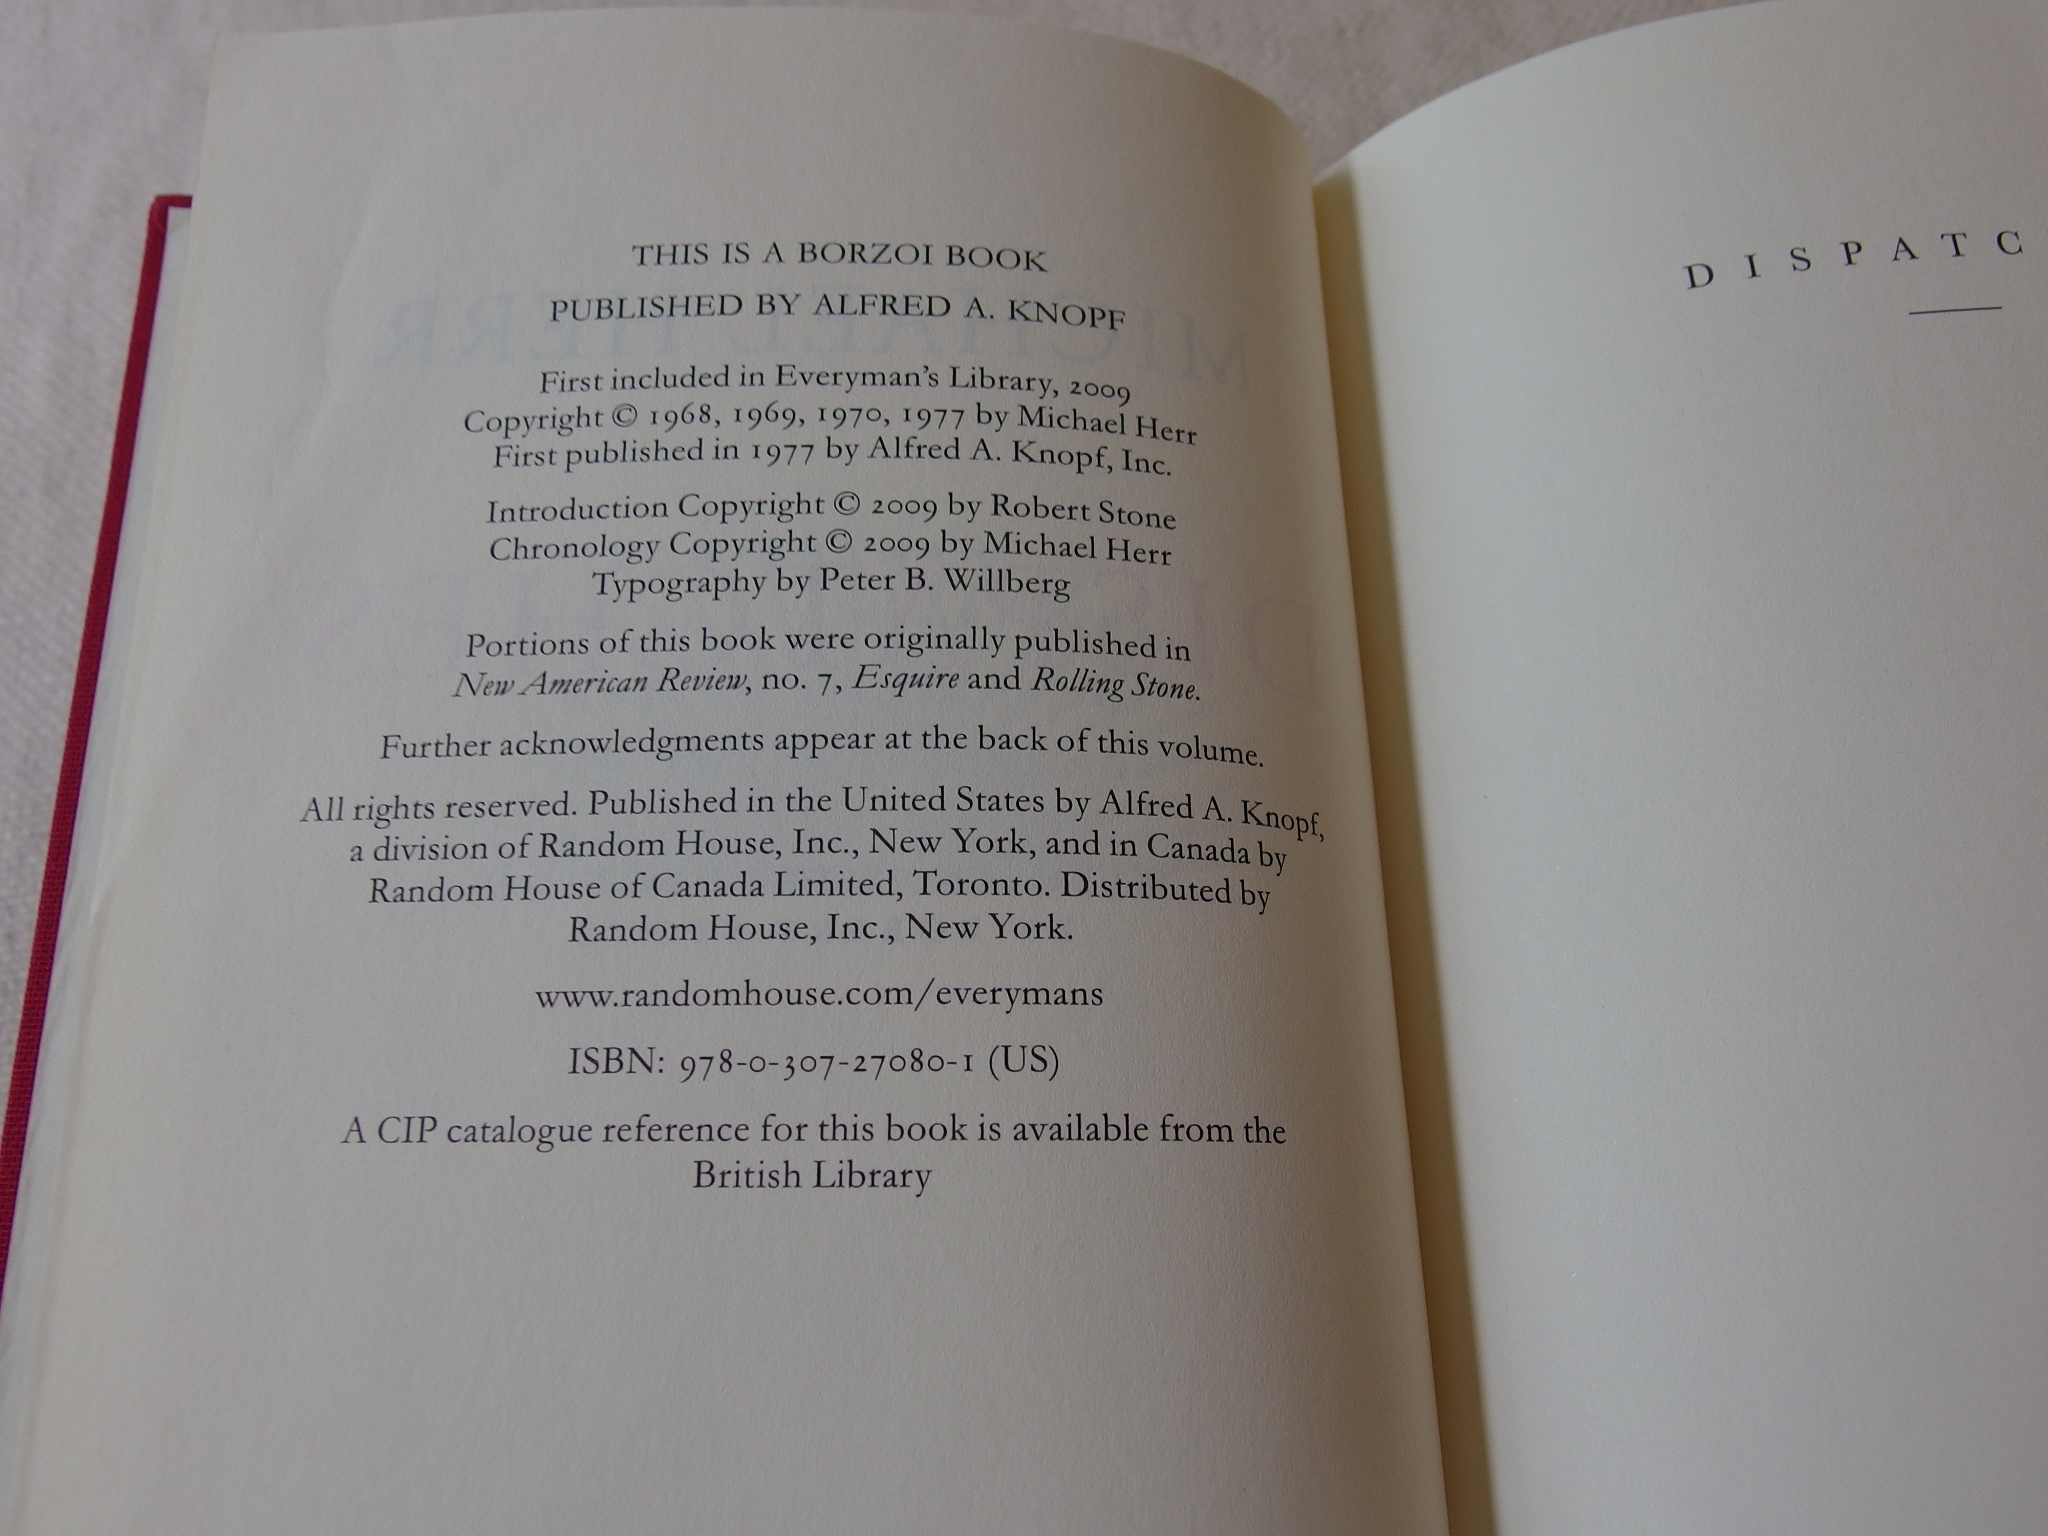 THIS IS A BORZOI BOOK
PUBLISHED BY ALFRED A. KNOPF
First included in Everyman's Library, 2009
Copyright © 1968, 1969, 1970, 1977 by Michael Herr
First published in 1977 by Alfred A. Knopf, Inc.
Introduction Copyright © 2009 by Robert Stone
Chronology Copyright © 2009 by Michael Herr
Typography by Peter B. Willberg
Portions of this book were originally published in
New American Review, no. 7, Esquire and Rolling Stone.
Further acknowledgments appear at the back of this volume.
All rights reserved. Published in the United States by Alfred A. Knopf,
a division of Random House, Inc., New York, and in Canada by
Random House of Canada Limited, Toronto. Distributed by
Random House, Inc., New York.
www.randomhouse.com/everymans
ISBN: 978-0-307-27080-1 (US)
A CIP catalogue reference for this book is available from the
British Library
DISPATC